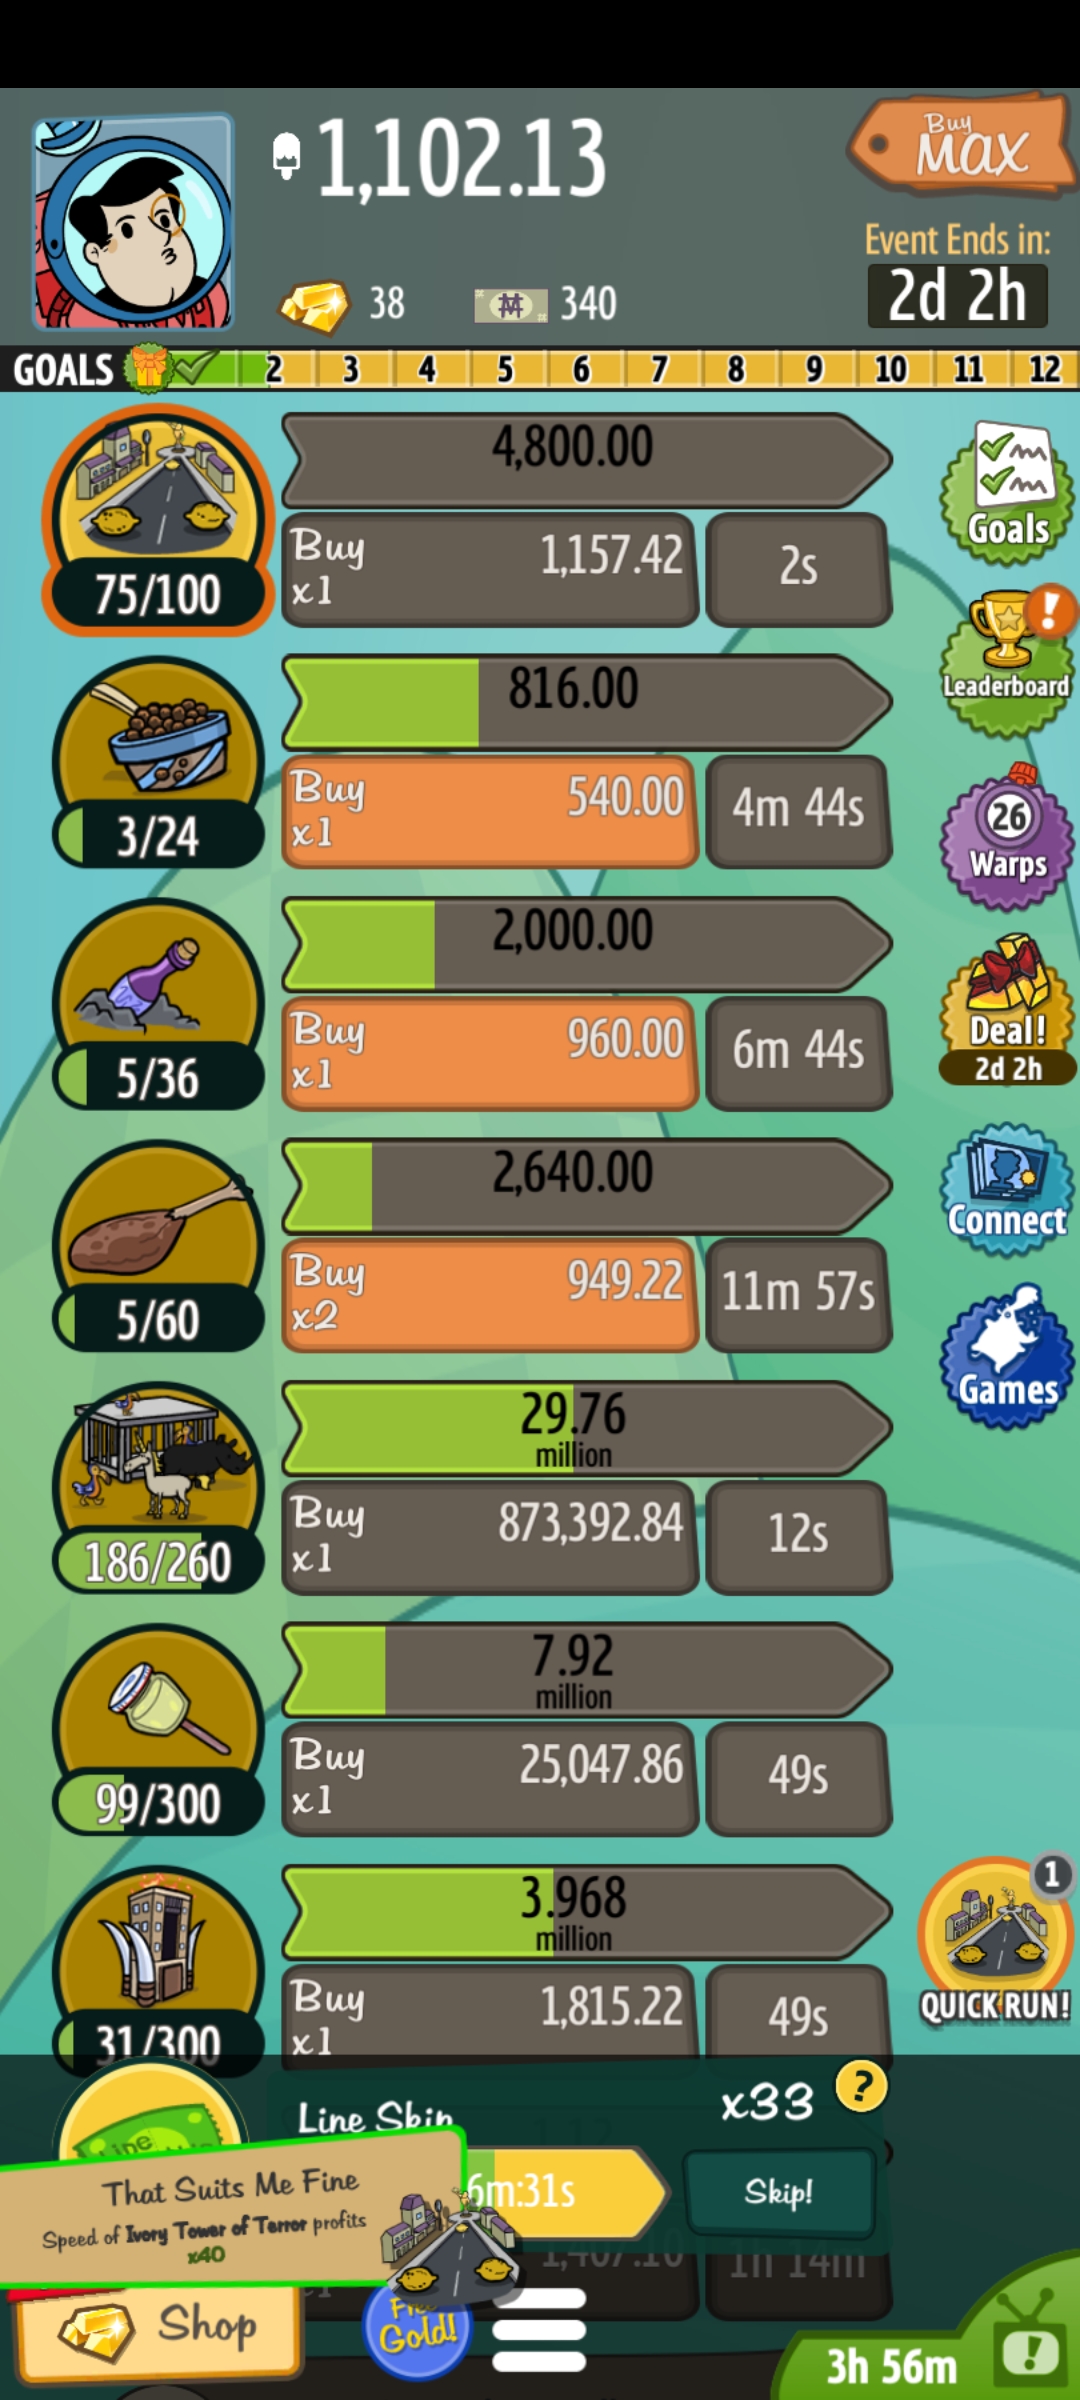 1,102.13
Buy
MAX
Event Ends in:
2d 2h
38
340
GOALS 2 3 4 5 6 7 8 9 10 11 12
4,800.00
75/100
Buy x1
1,157.42
2s
Goals
816.00
3/24
Buy x1
540.00
4m 44s
Leaderboard
2,000.00
5/36
Buy x1
960.00
6m 44s
26
Warps
2,640.00
5/60
Buy x2
949.22
11m 57s
Deal!
2d 2h
29.76
million
186/260
Buy x1
873,392.84
12s
Connect
7.92
million
99/300
Buy x1
25,047.86
49s
Games
3.968
million
31/300
Buy x1
1,815.22
49s
1
QUICK RUN!
Line Skip
x33
?
6m:31s
Skip!
That Suits Me Fine
Speed of Ivory Tower of Terror profits
x40
1,407.10
1h 14m
Shop
Free
Gold!
3h 56m